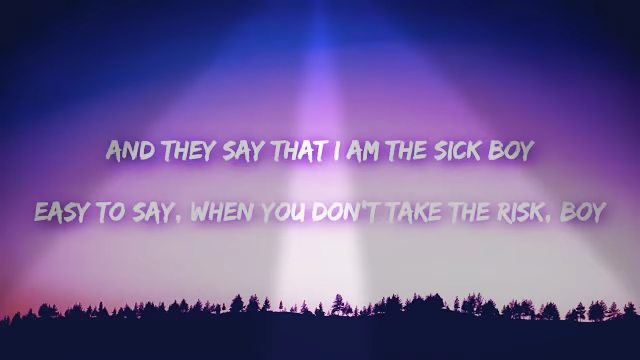 AND THEY SAY THAT I AM THE SICK BOY
EASY TO SAY, WHEN YOU DON'T TAKE THE RISK, BOY